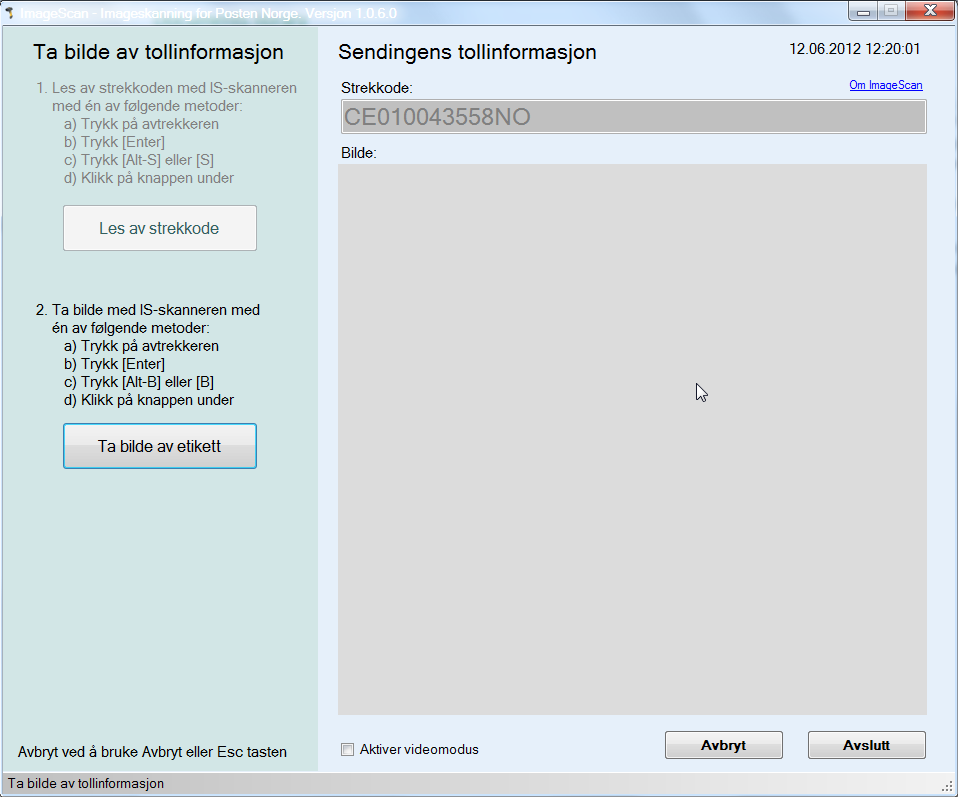 ImageScan - Imageskanning for Posten Norge. Versjon 1.0.6.0
Ta bilde av tollinformasjon
1. Les av strekkoden med IS-skanneren
med én av følgende metoder:
a) Trykk på avtrekkeren
b) Trykk [Enter]
c) Trykk [Alt-S] eller [S]
d) Klikk på knappen under
Les av strekkode
2. Ta bilde med IS-skanneren med
én av følgende metoder:
a) Trykk på avtrekkeren
b) Trykk [Enter]
c) Trykk [Alt-B] eller [B]
d) Klikk på knappen under
Ta bilde av etikett
Avbryt ved å bruke Avbryt eller Esc tasten
Sendingens tollinformasjon
12.06.2012 12:20:01
Om ImageScan
Strekkode:
CE010043558NO
Bilde:
Aktiver videomodus
Avbryt
Avslutt
Ta bilde av tollinformasjon